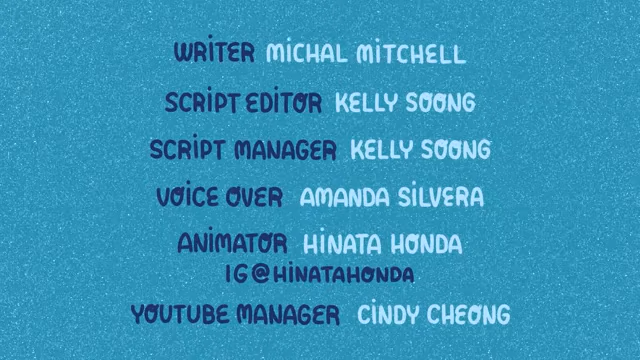 WRITER MICHAL MITCHELL
SCRIPT EDITOR KELLY SOONG
SCRIPT MANAGER KELLY SOONG
VOICE OVER AMANDA SILVERA
ANIMATOR HINATA HONDA
IG@HINATAHONDA
YOUTUBE MANAGER CINDY CHEONG